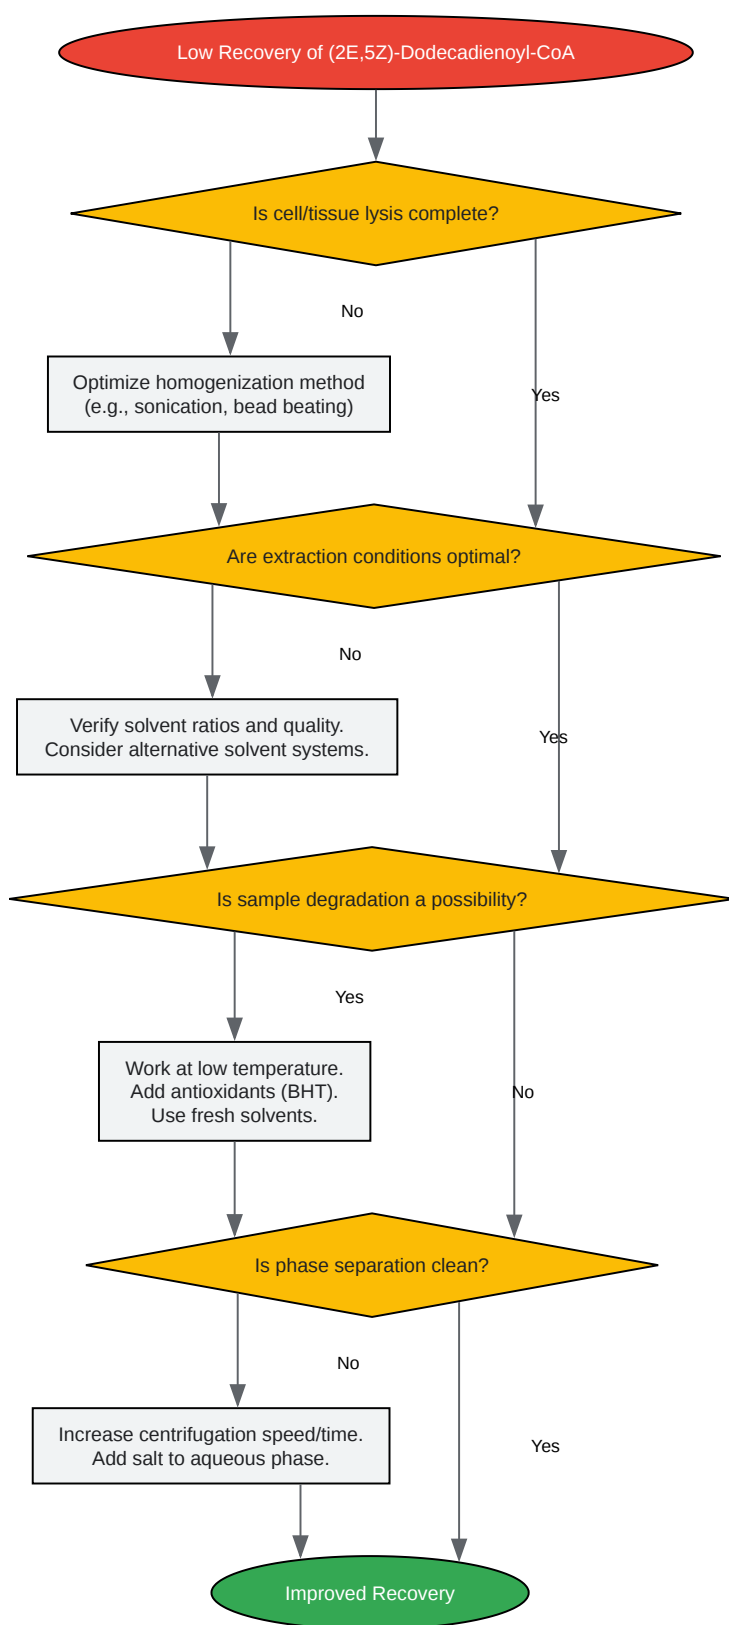 Low Recovery of (2E,5Z)-Dodecadienoyl-CoA
Is cell/tissue lysis complete?
No
Optimize homogenization method
(e.g., sonication, bead beating)
Yes
Are extraction conditions optimal?
No
Verify solvent ratios and quality.
Consider alternative solvent systems.
Yes
Is sample degradation a possibility?
Yes
Work at low temperature.
Add antioxidants (BHT).
Use fresh solvents.
No
Is phase separation clean?
No
Increase centrifugation speed/time.
Add salt to aqueous phase.
Yes
Improved Recovery